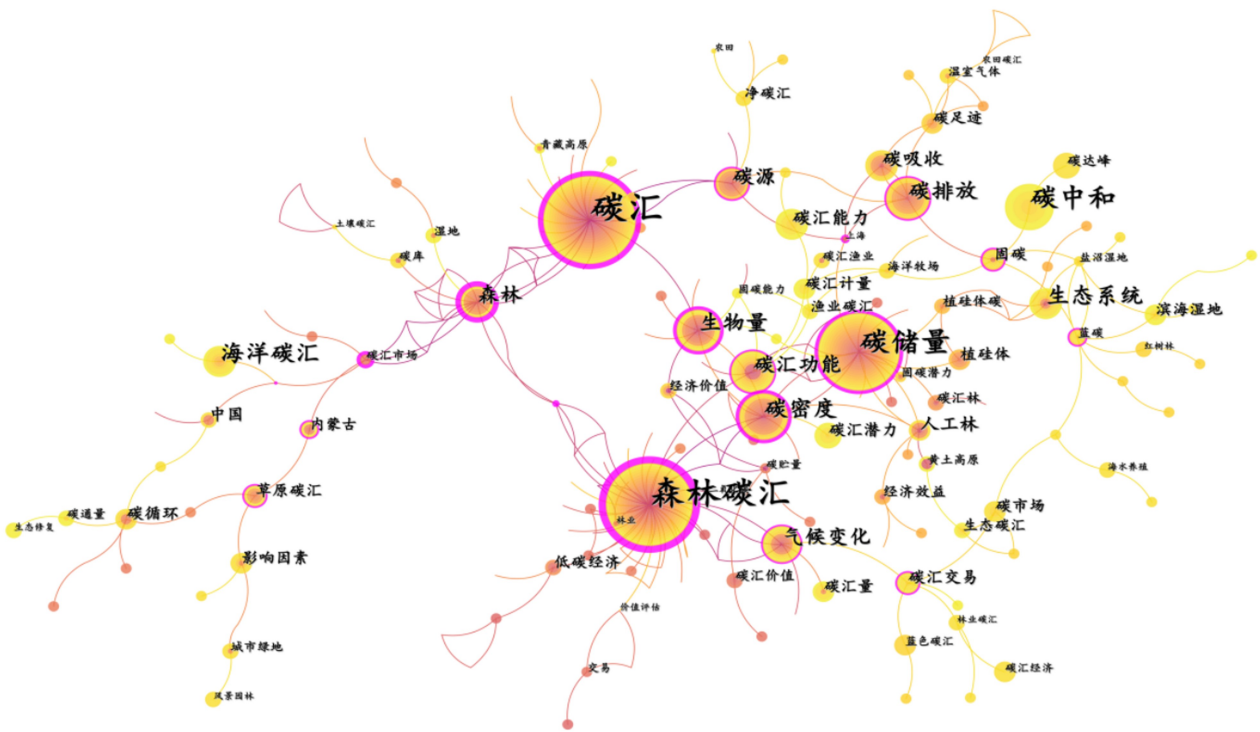 农田
农田碳汇
温室气体
净碳汇
碳足迹
青藏高原
碳吸收
碳达峰
碳源
碳排放
碳中和
碳汇
碳汇能力
土壤碳汇
湿地
上海
碳库
碳汇渔业
海洋牧场
固碳
盐沼湿地
碳汇计量
固碳能力
森林
渔业碳汇
植硅体碳
生态系统
滨海湿地
生物量
蓝碳
碳储量
海洋碳汇
碳汇市场
碳汇功能
植硅体
红树林
固碳潜力
经济价值
碳汇林
中国
内蒙古
碳密度
碳汇潜力
人工林
碳贮量
黄土高原
海水养殖
草原碳汇
森林碳汇
经济效益
碳市场
生态修复
碳通量
碳循环
林业
生态碳汇
气候变化
影响因素
低碳经济
碳汇价值
碳汇量
碳汇交易
价值评估
林业碳汇
城市绿地
蓝色碳汇
交易
碳汇经济
风景园林